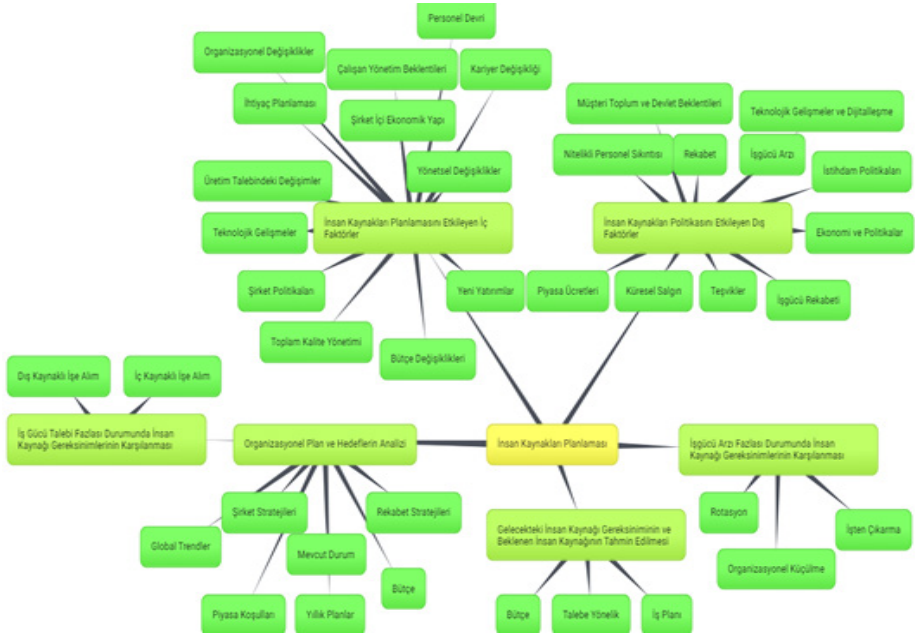 Personel Devri
Organizasyonel Değişiklikler
Çalışan Yönetim Beklentileri
Kariyer Değişikliği
İhtiyaç Planlaması
Şirket İçi Ekonomik Yapı
Yönetsel Değişiklikler
Üretim Talebindeki Değişimler
İnsan Kaynakları Planlamasını Etkileyen İç
Faktörler
Teknolojik Gelişmeler
Şirket Politikaları
Yeni Yatırımlar
Toplam Kalite Yönetimi
Bütçe Değişiklikleri
Müşteri Toplum ve Devlet Beklentileri
Teknolojik Gelişmeler ve Dijitalleşme
Nitelikli Personel Sıkıntısı
Rekabet
İşgücü Arzı
İstihdam Politikaları
İnsan Kaynakları Politikasını Etkileyen Dış
Faktörler
Ekonomi ve Politikalar
Piyasa Ücretleri
Küresel Salgın
Teşvikler
İşgücü Rekabeti
Dış Kaynaklı İşe Alım
İç Kaynaklı İşe Alım
İş Gücü Talebi Fazlası Durumunda İnsan
Kaynağı Gereksinimlerinin Karşılanması
Organizasyonel Plan ve Hedeflerin Analizi
İnsan Kaynakları Planlaması
İşgücü Arzı Fazlası Durumunda İnsan
Kaynağı Gereksinimlerinin Karşılanması
Şirket Stratejileri
Rekabet Stratejileri
Global Trendler
Mevcut Durum
Bütçe
Piyasa Koşulları
Yıllık Planlar
Gelecekteki İnsan Kaynağı Gereksiniminin ve
Beklenen İnsan Kaynağının Tahmin Edilmesi
Bütçe
Talebe Yönelik
İş Planı
Rotasyon
İşten Çıkarma
Organizasyonel Küçülme